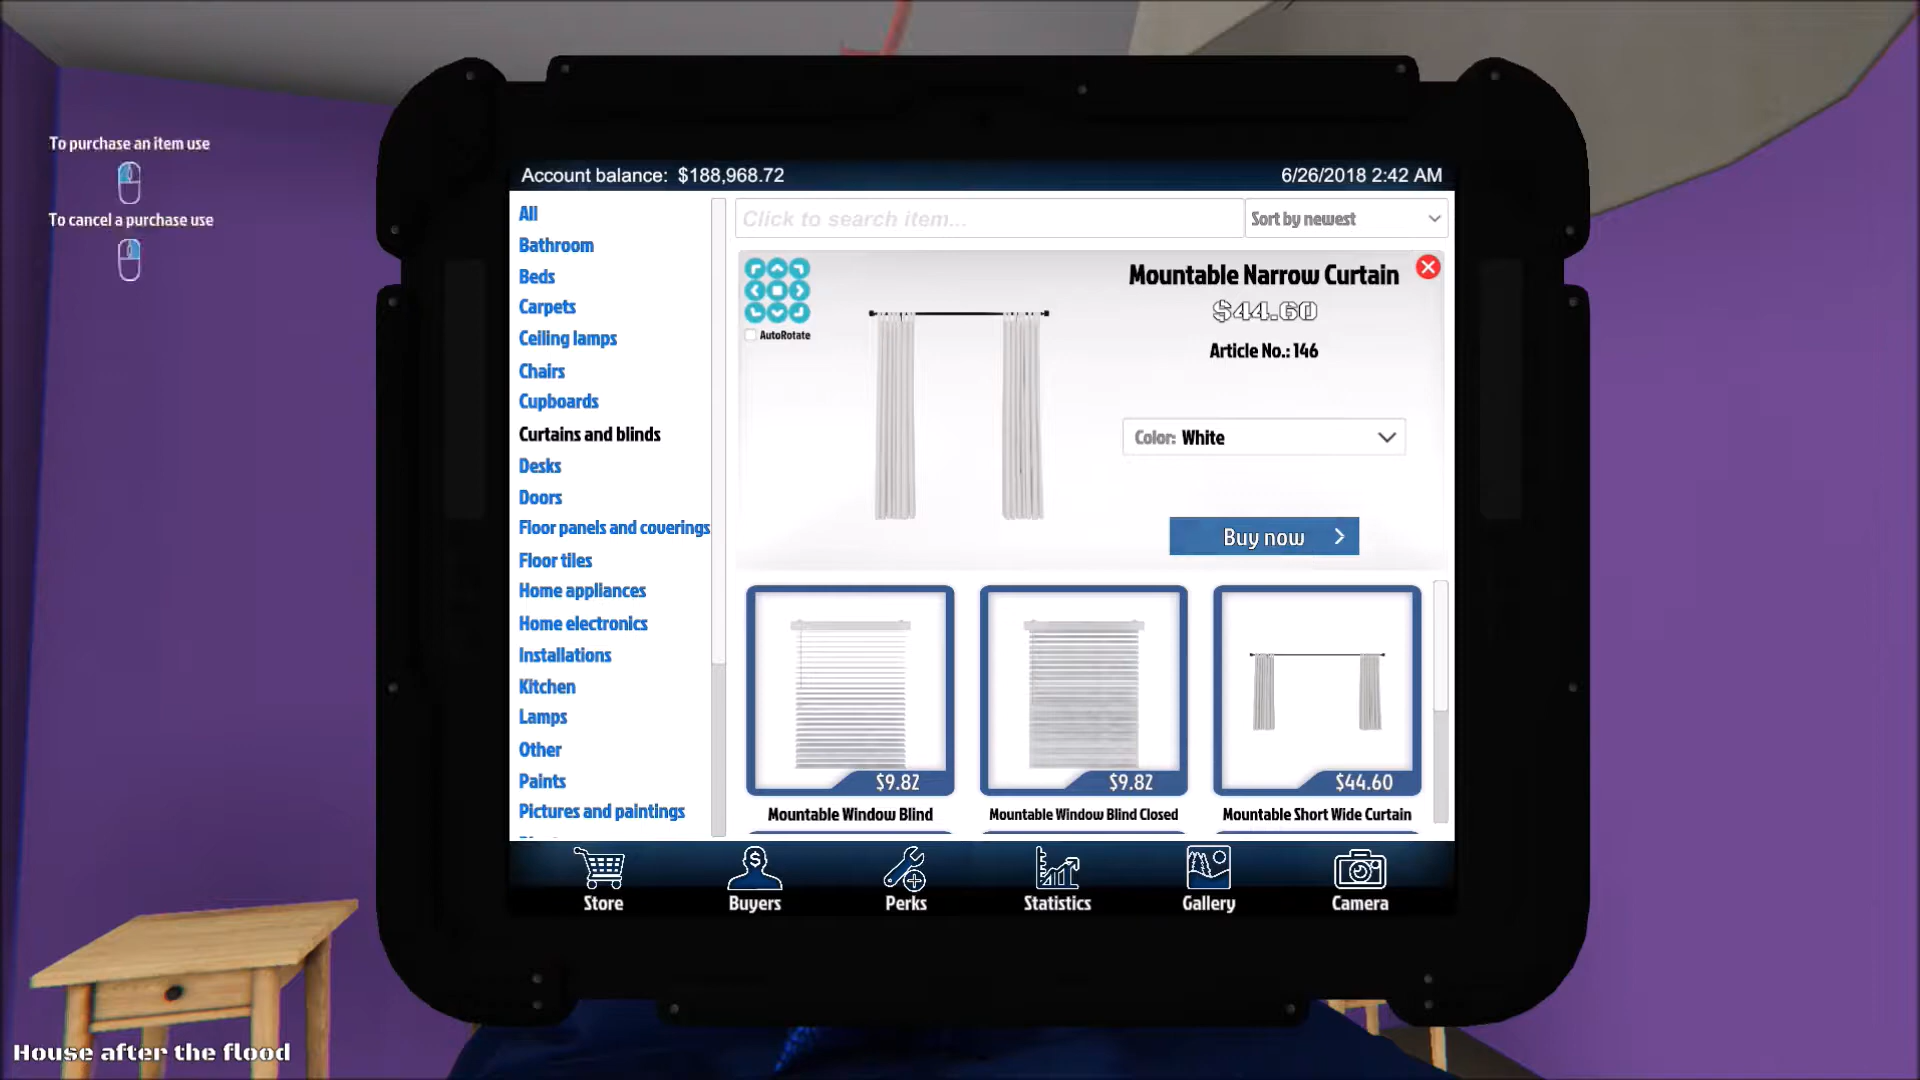 To purchase an item use
To cancel a purchase use
Account balance: $188,968.72
6/26/2018 2:42 AM
All
Bathroom
Beds
Carpets
Ceiling lamps
Chairs
Cupboards
Curtains and blinds
Desks
Doors
Floor panels and coverings
Floor tiles
Home appliances
Home electronics
Installations
Kitchen
Lamps
Other
Paints
Pictures and paintings
Click to search item...
Sort by newest
AutoRotate
Mountable Narrow Curtain
$44.60
Article No.: 146
Color: White
Buy now
$9.82
Mountable Window Blind
$9.82
Mountable Window Blind Closed
$44.60
Mountable Short Wide Curtain
Store
Buyers
Perks
Statistics
Gallery
Camera
House after the flood